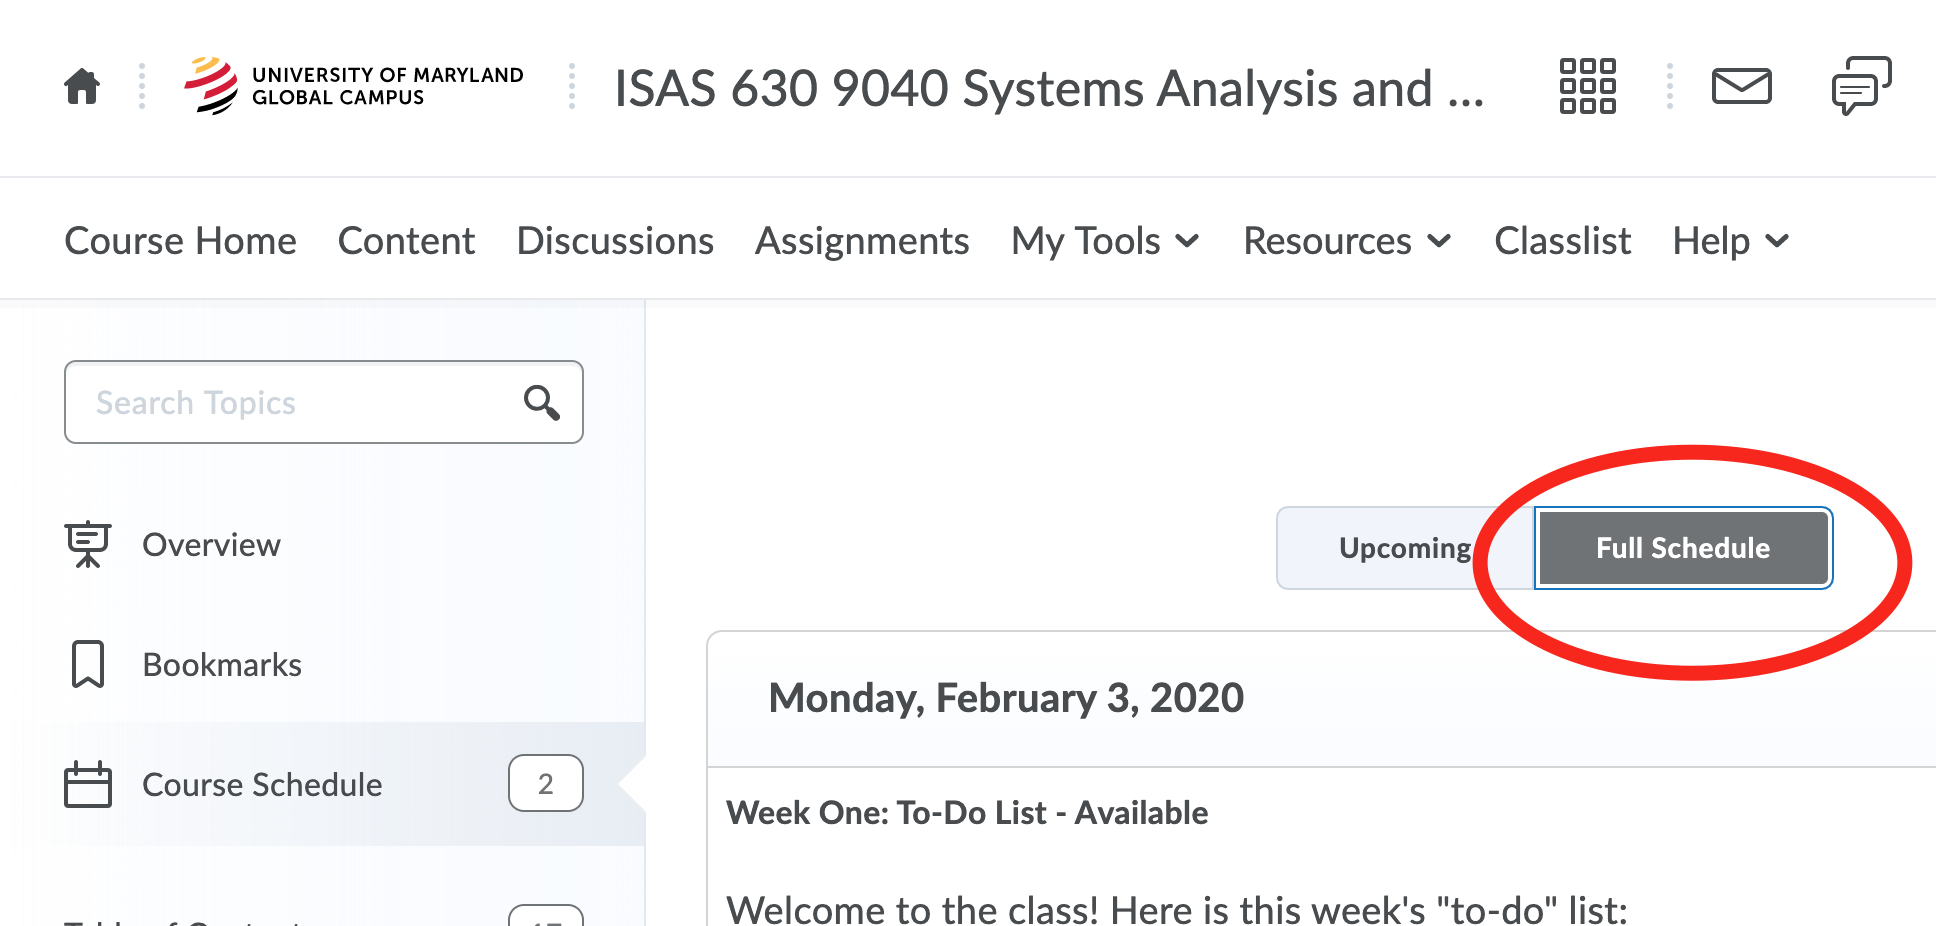 UNIVERSITY OF MARYLAND
GLOBAL CAMPUS
ISAS 630 9040 Systems Analysis and ...
Course Home Content Discussions Assignments My Tools Resources Classlist Help
Search Topics
Upcoming Full Schedule
Overview
Bookmarks
Monday, February 3, 2020
Course Schedule 2
Week One: To-Do List - Available
Welcome to the class! Here is this week's "to-do" list: